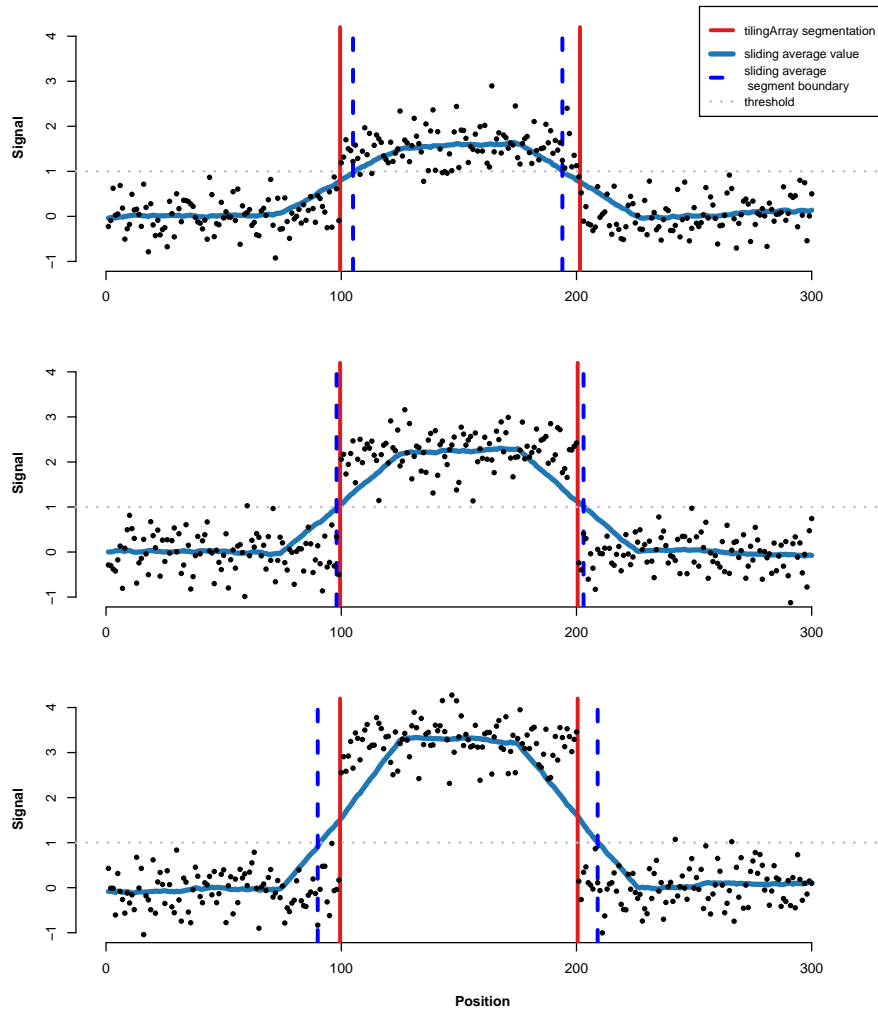 tilingArray segmentation
sliding average value
sliding average
segment boundary
threshold
Signal
4
3
2
1
0
−1
0 100 200 300
Signal
4
3
2
1
0
−1
0 100 200 300
Signal
4
3
2
1
0
−1
0 100 200 300
Position